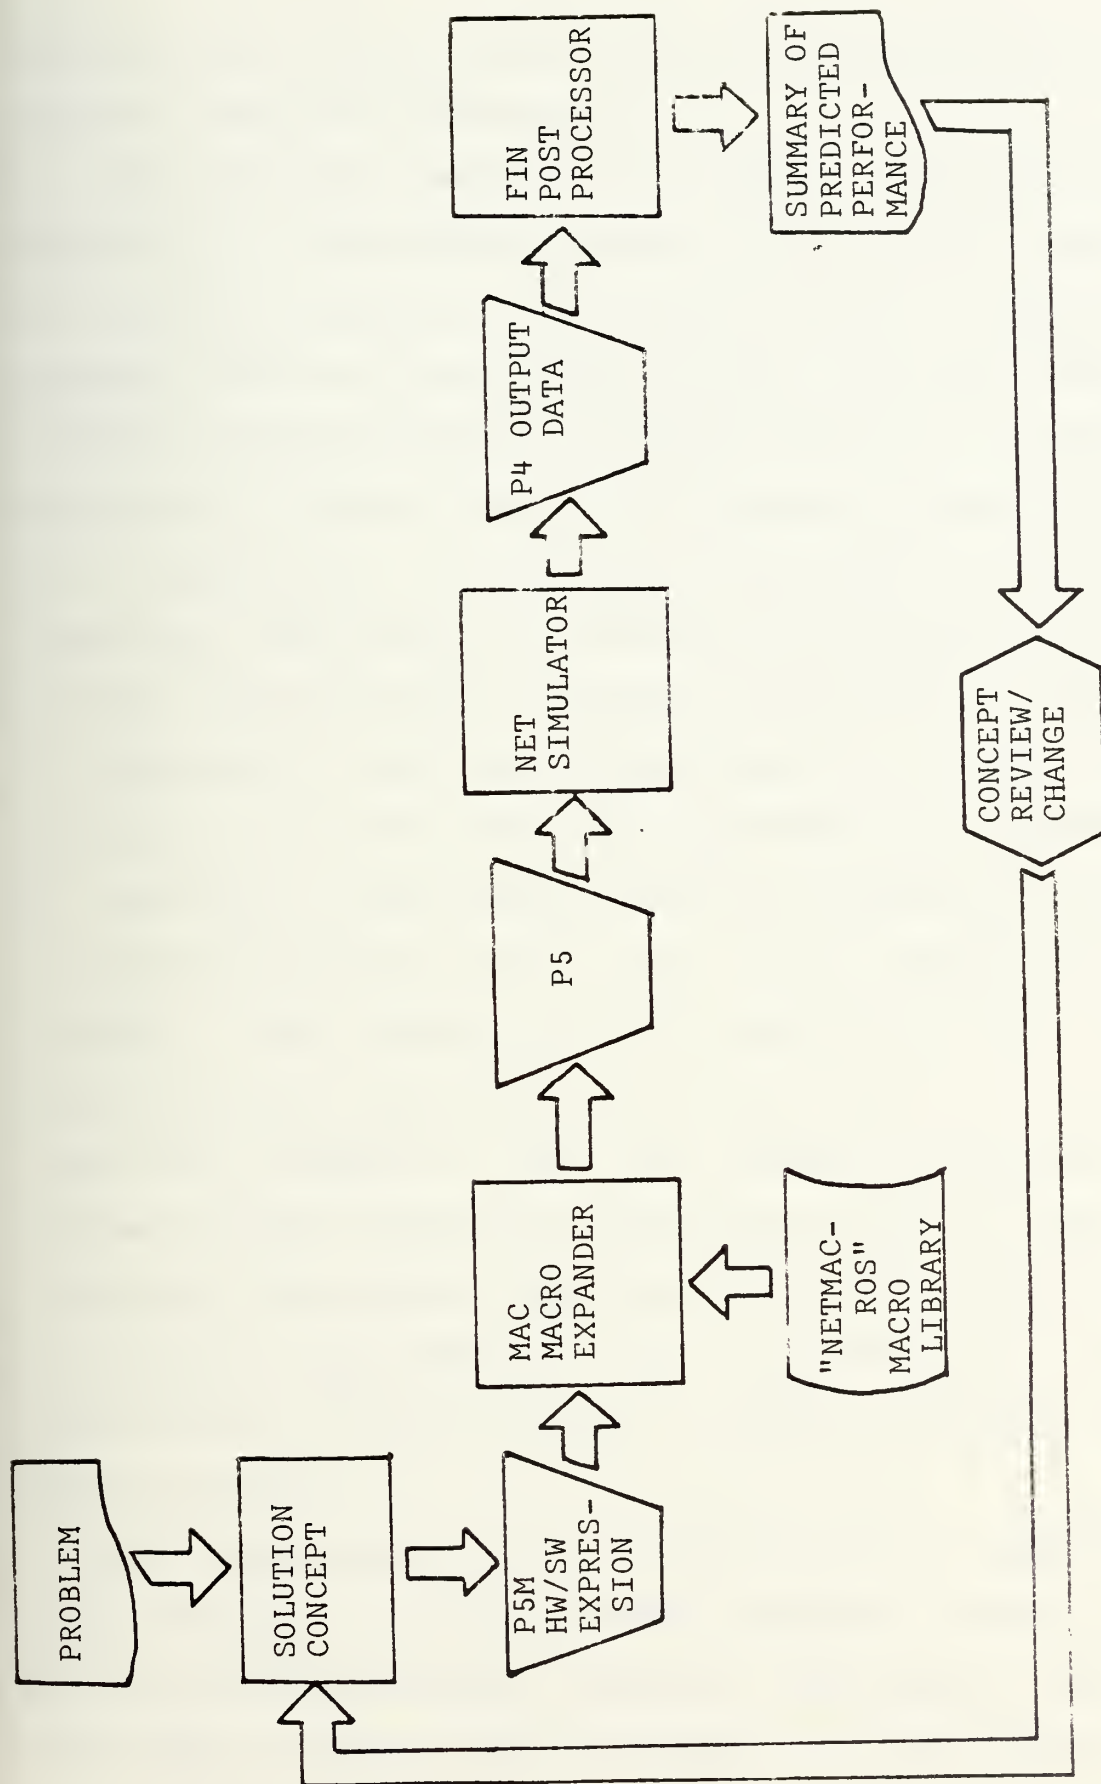 PROBLEM
SOLUTION
CONCEPT
P5M
HW/SW
EXPRES-
SION
MAC
MACRO
EXPANDER
"NETMAC-
ROS"
MACRO
LIBRARY
P5
NET
SIMULATOR
P4 OUTPUT
DATA
FIN
POST
PROCESSOR
SUMMARY OF
PREDICTED
PERFOR-
MANCE
CONCEPT
REVIEW/
CHANGE